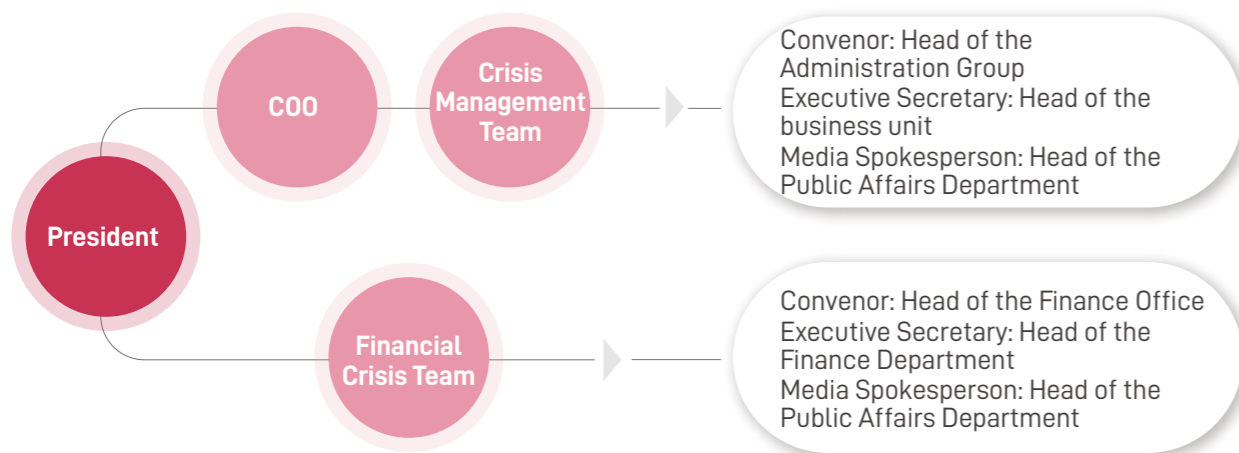 President
COO
Crisis
Management
Team
Convenor: Head of the
Administration Group
Executive Secretary: Head of the
business unit
Media Spokesperson: Head of the
Public Affairs Department
Financial
Crisis Team
Convenor: Head of the Finance Office
Executive Secretary: Head of the
Finance Department
Media Spokesperson: Head of the
Public Affairs Department